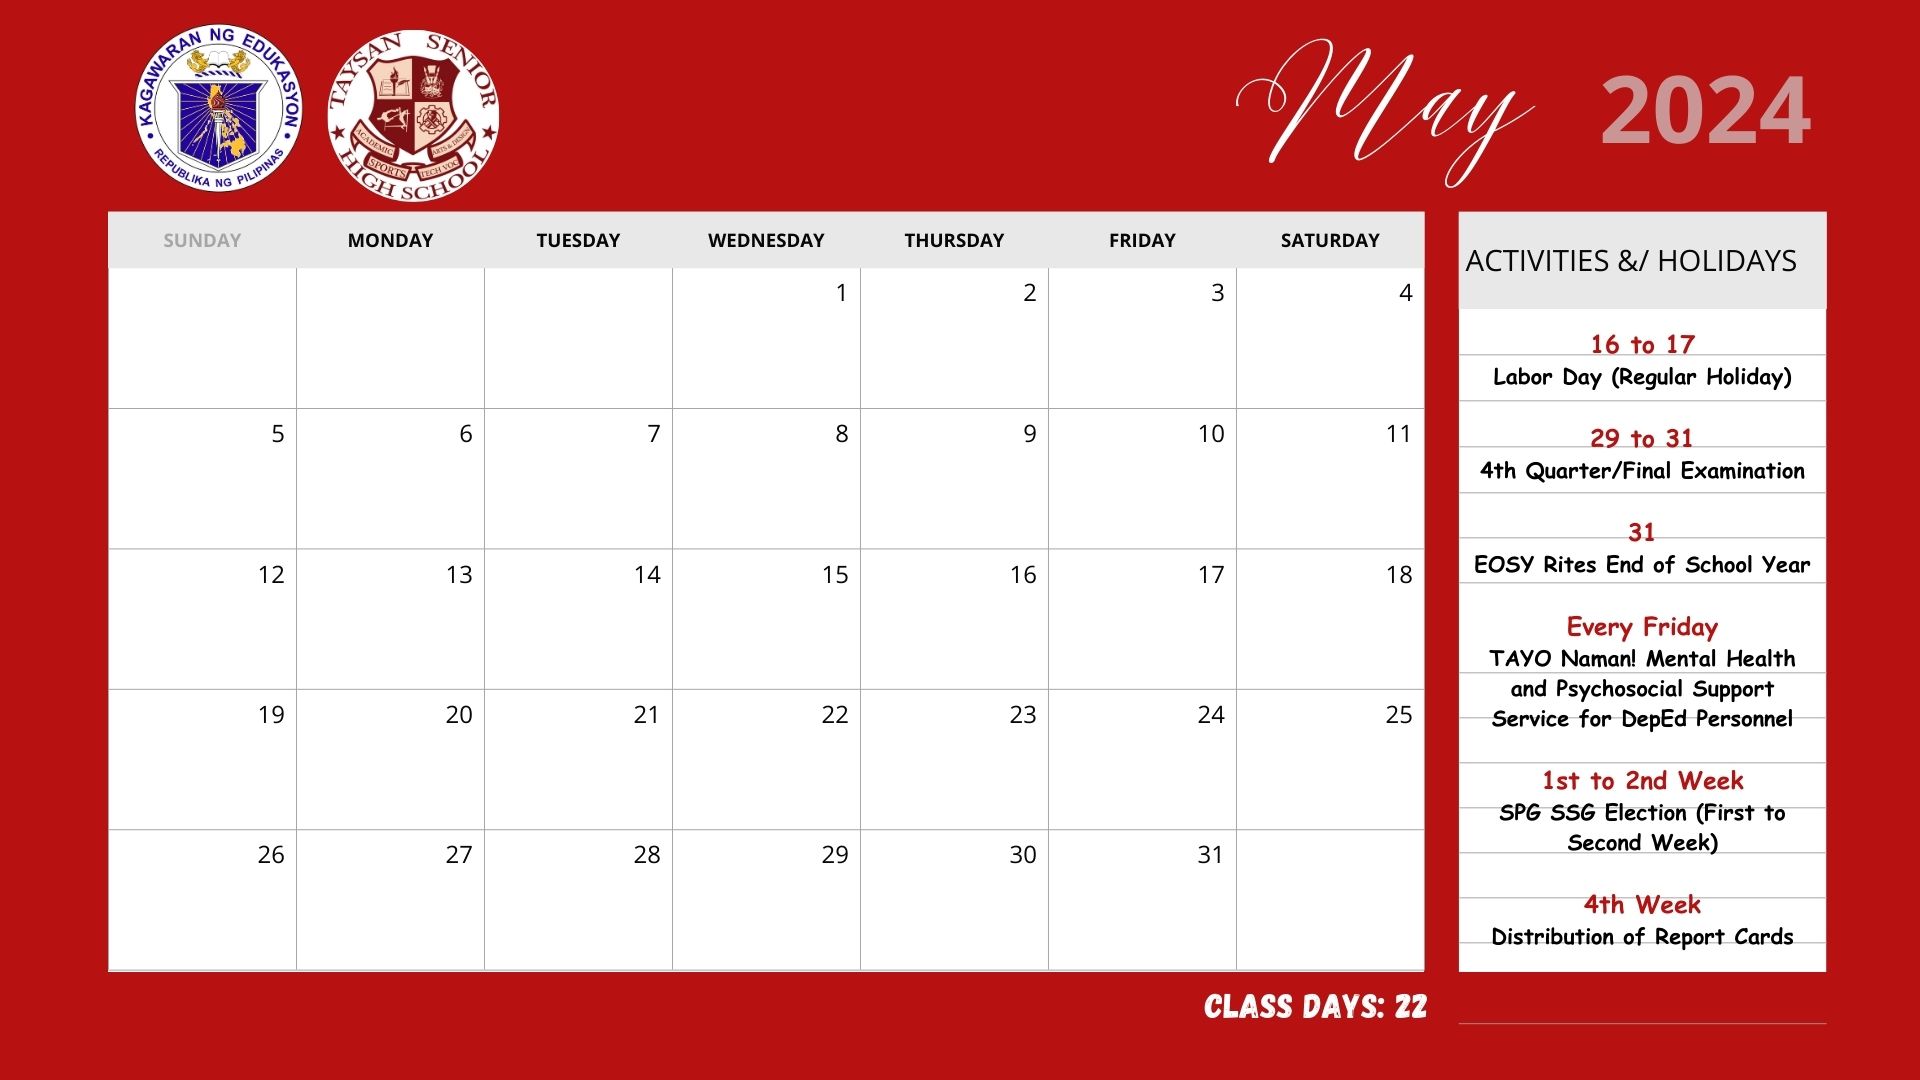 KAGAWARAN NG EDUKASYON
REPUBLIKA NG PILIPINAS
TAYSAN SENIOR
HIGH SCHOOL
ACADEMIC
SPORTS
TECH VOC
ARTS & DESIGN
May 2024
SUNDAY MONDAY TUESDAY WEDNESDAY THURSDAY FRIDAY SATURDAY
1 2 3 4
5 6 7 8 9 10 11
12 13 14 15 16 17 18
19 20 21 22 23 24 25
26 27 28 29 30 31
CLASS DAYS: 22
ACTIVITIES &/ HOLIDAYS
16 to 17
Labor Day (Regular Holiday)
29 to 31
4th Quarter/Final Examination
31
EOSY Rites End of School Year
Every Friday
TAYO Naman! Mental Health
and Psychosocial Support
Service for DepEd Personnel
1st to 2nd Week
SPG SSG Election (First to
Second Week)
4th Week
Distribution of Report Cards